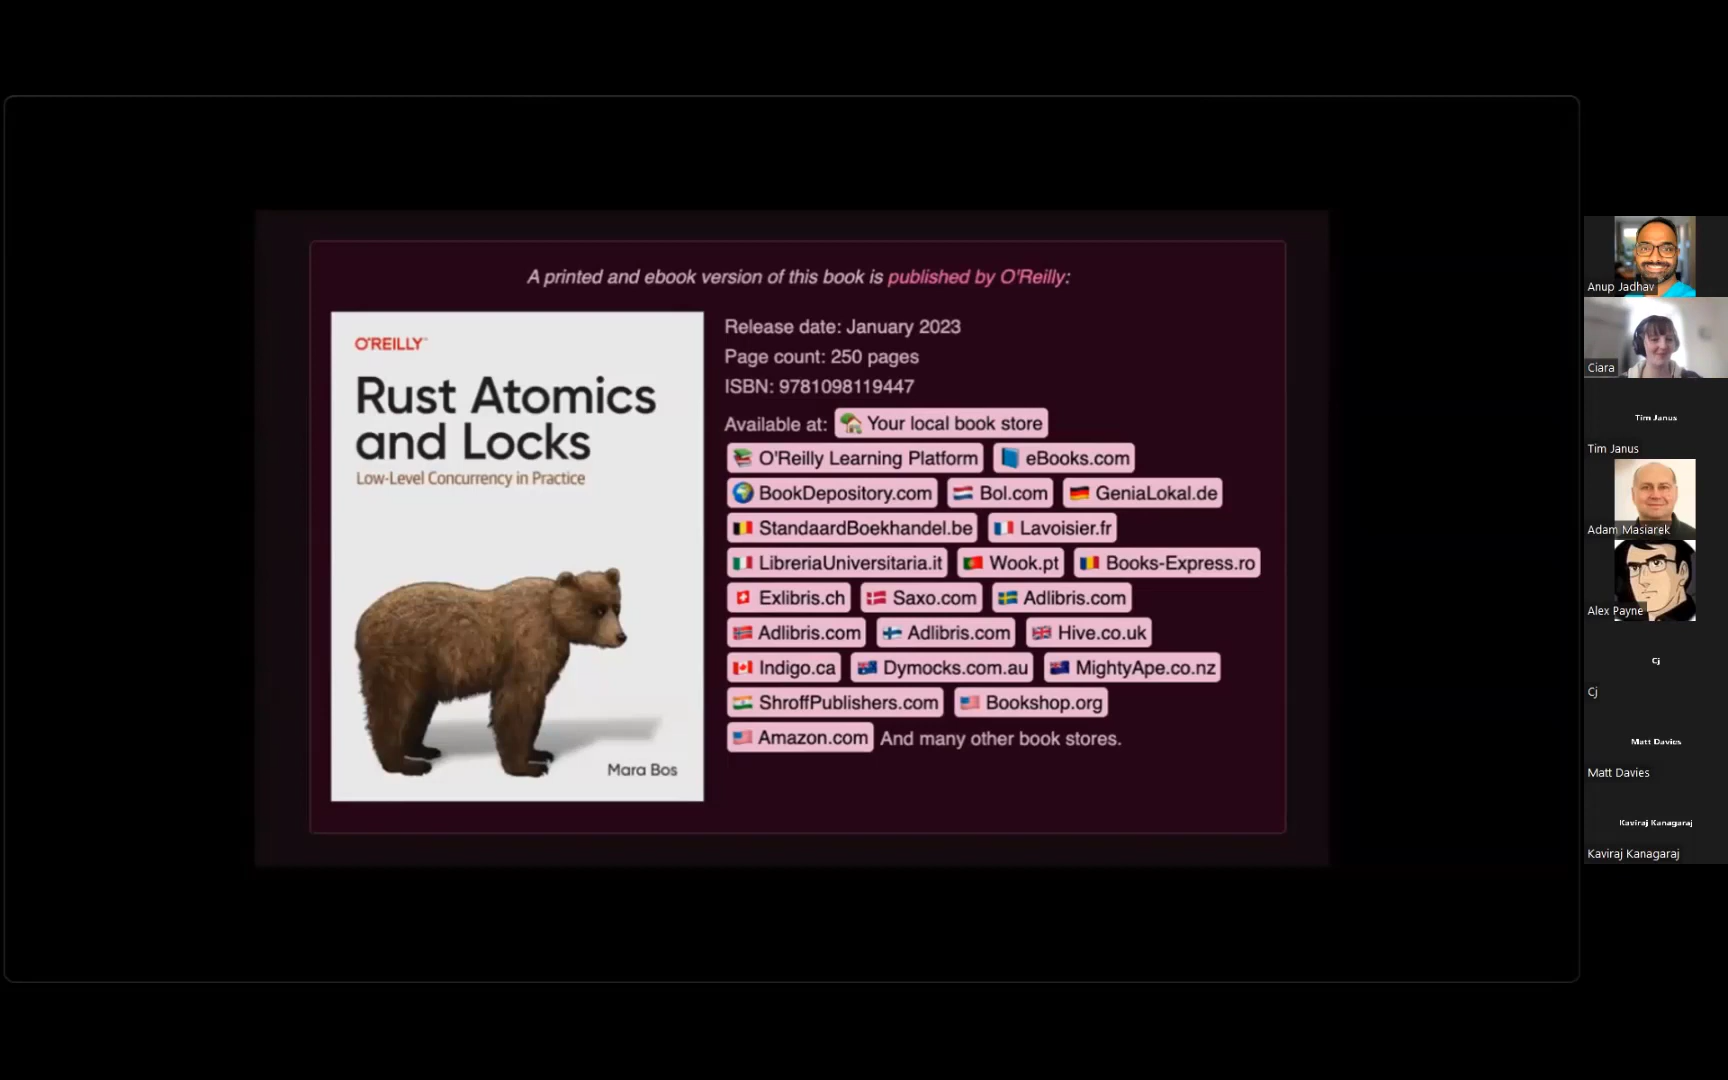 A printed and ebook version of this book is published by O'Reilly:
O'REILLY™
Rust Atomics
and Locks
Low-Level Concurrency in Practice
Mara Bos
Release date: January 2023
Page count: 250 pages
ISBN: 9781098119447
Available at: Your local book store
O'Reilly Learning Platform eBooks.com
BookDepository.com Bol.com GeniaLokal.de
StandaardBoekhandel.be Lavoisier.fr
LibreriaUniversitaria.it Wook.pt Books-Express.ro
Exlibris.ch Saxo.com Adlibris.com
Adlibris.com Adlibris.com Hive.co.uk
Indigo.ca Dymocks.com.au MightyApe.co.nz
ShroffPublishers.com Bookshop.org
Amazon.com And many other book stores.
Anup Jadhav
Ciara
Tim Janus
Tim Janus
Adam Masiarek
Alex Payne
Cj
Cj
Matt Davies
Matt Davies
Kaviraj Kanagaraj
Kaviraj Kanagaraj